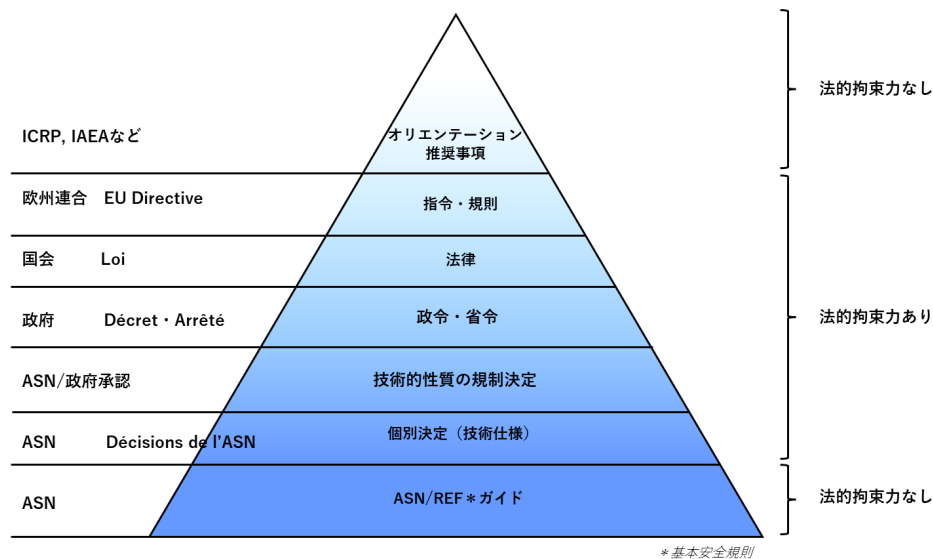 法的拘束力なし
ICRP, IAEAなど
オリエンテーション
推奨事項
欧州連合 EU Directive
指令・規則
国会 Loi
法律
政府 Décret・Arrêté
政令・省令
法的拘束力あり
ASN/政府承認
技術的性質の規制決定
ASN Décisions de l’ASN
個別決定（技術仕様）
ASN
ASN/REF＊ガイド
法的拘束力なし
＊基本安全規則